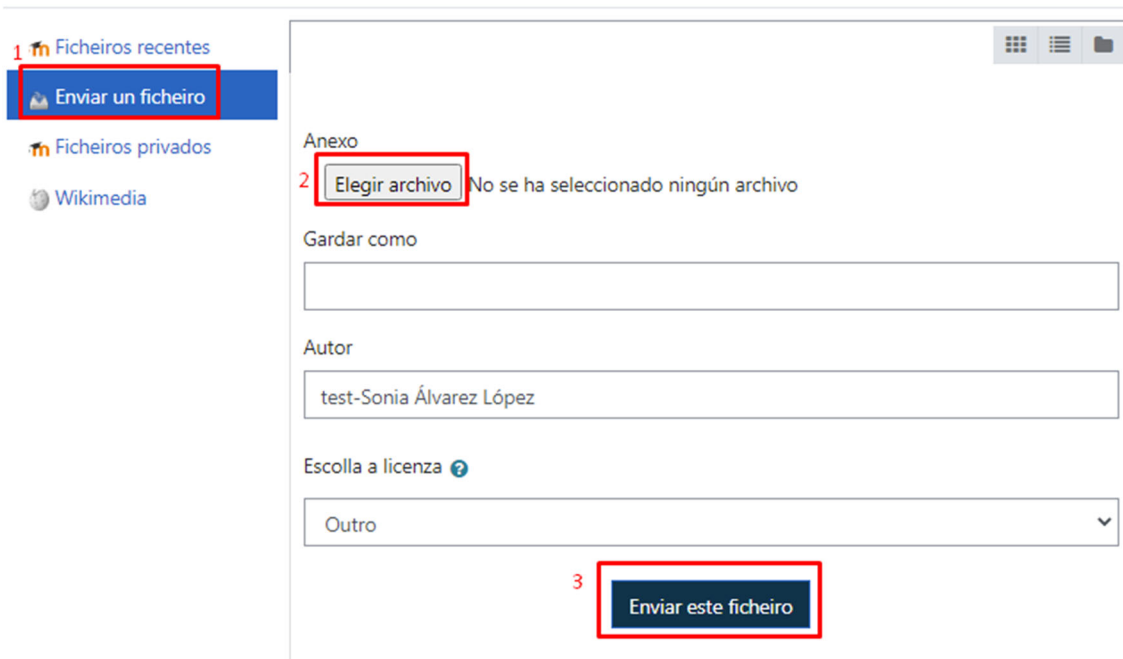 1 Ficheiros recentes
Enviar un ficheiro
Ficheiros privados
Wikimedia
Anexo
2 Elegir archivo No se ha seleccionado ningún archivo
Gardar como
Autor
test-Sonia Álvarez López
Escolla a licenza ?
Outro
3 Enviar este ficheiro